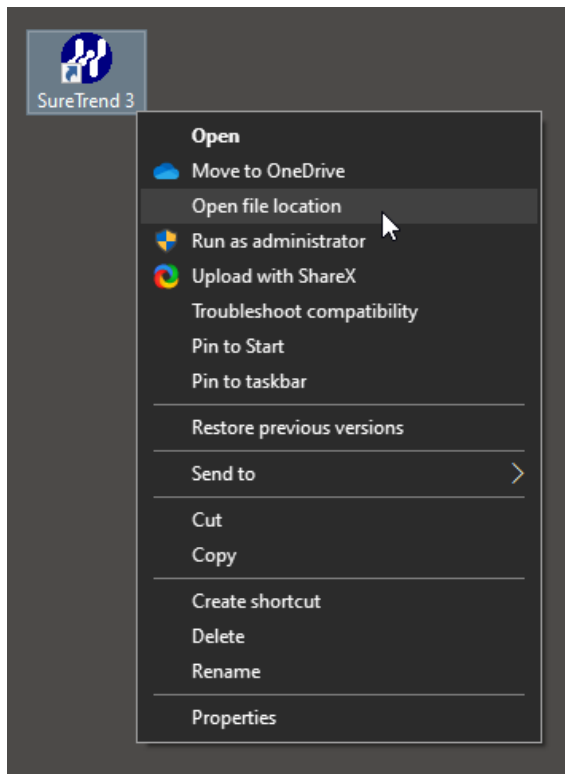 SureTrend 3
Open
Move to OneDrive
Open file location
Run as administrator
Upload with ShareX
Troubleshoot compatibility
Pin to Start
Pin to taskbar
Restore previous versions
Send to
Cut
Copy
Create shortcut
Delete
Rename
Properties